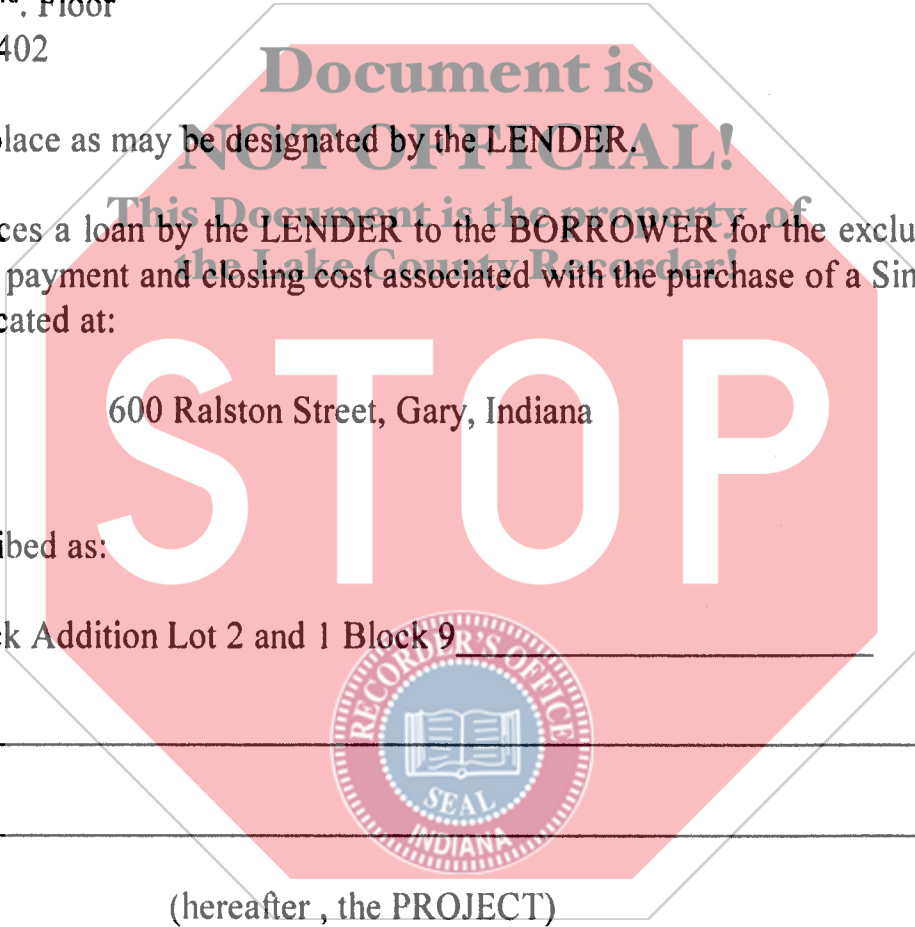 . Floor
402
Document is
place as may be designated by the LENDER.
NOT OFFICIAL!
This Document is the property of
ces a loan by the LENDER to the BORROWER for the exclu
the Lake County Recorder!
payment and closing cost associated with the purchase of a Sin
cated at:
STOP
600 Ralston Street, Gary, Indiana
ibed as:
k Addition Lot 2 and 1 Block 9
RECORDER'S OFFICE
SEAL
INDIANA
(hereafter , the PROJECT)